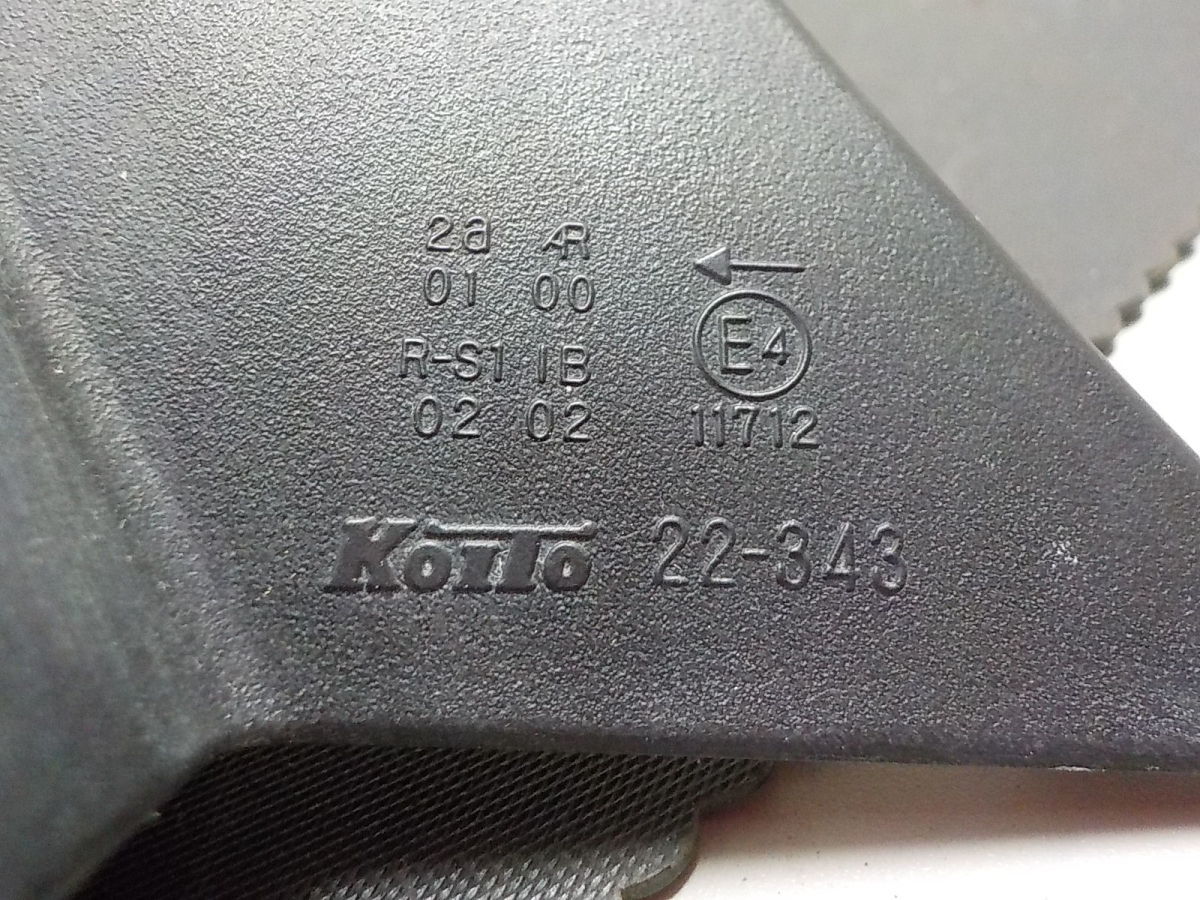 2a AR
01 00
R-S1 IB
02 02
E4
11712
KOITO 22-343